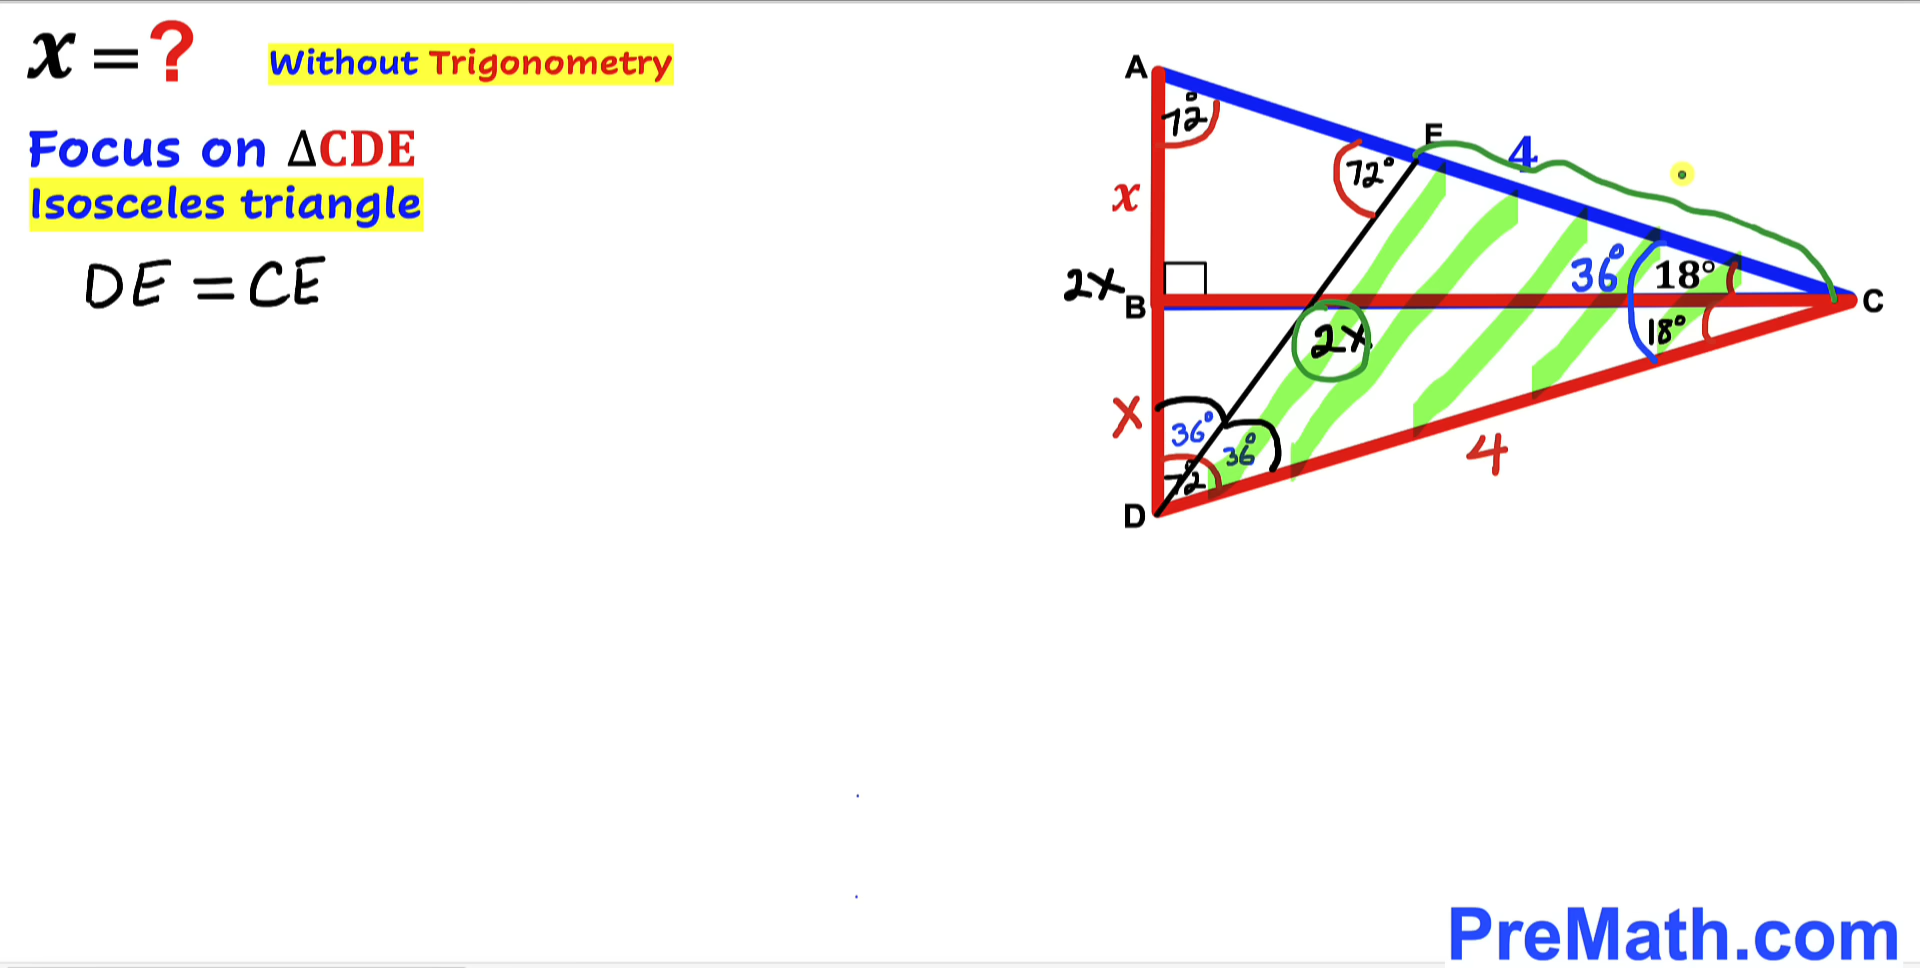 x = ?
Without Trigonometry
Focus on ΔCDE
Isosceles triangle
DE = CE
A
72°
E
4
72°
x
36°
18°
2x
B
C
2x
18°
x
36°
36°
72°
4
D
PreMath.com